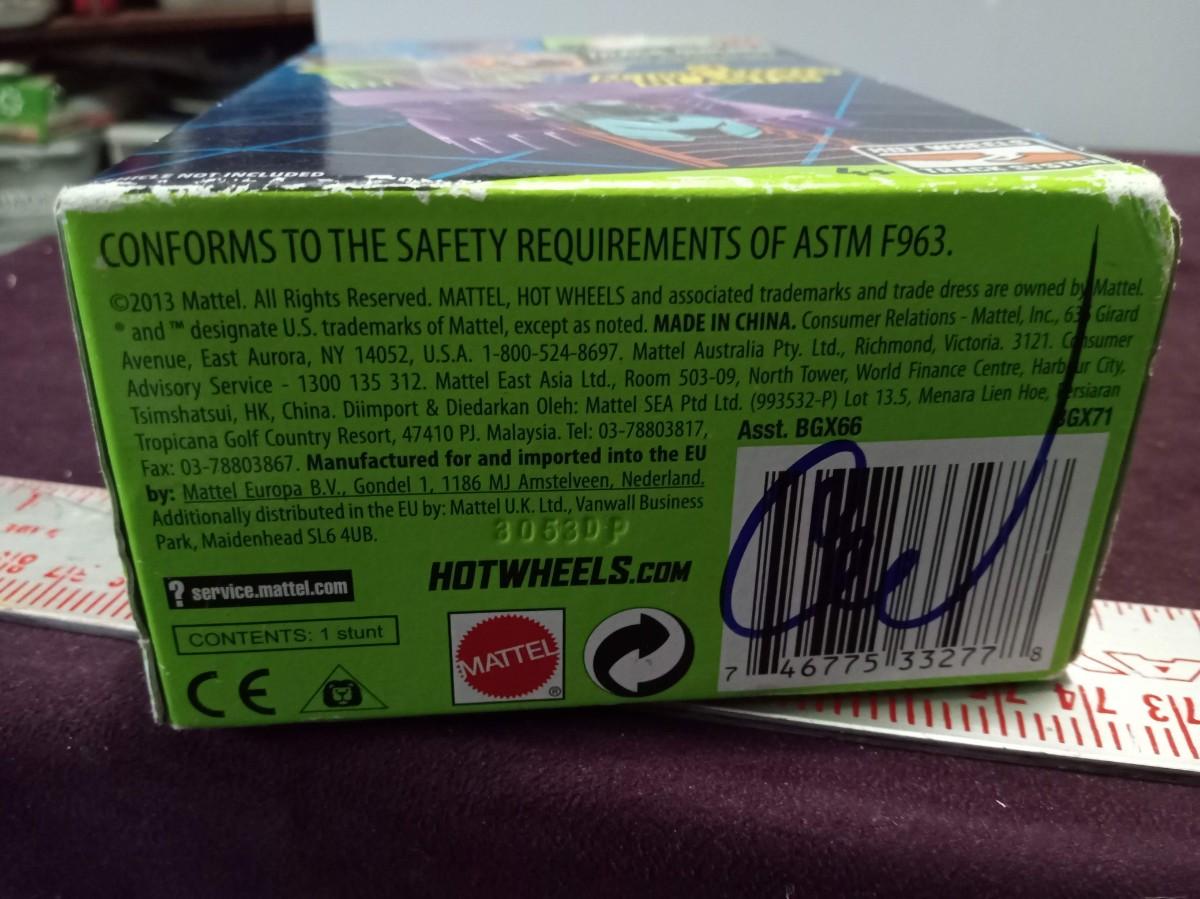 VEHICLE NOT INCLUDED
HOT WHEELS
CONFORMS TO THE SAFETY REQUIREMENTS OF ASTM F963.
©2013 Mattel. All Rights Reserved. MATTEL, HOT WHEELS and associated trademarks and trade dress are owned by Mattel.
® and ™ designate U.S. trademarks of Mattel, except as noted. MADE IN CHINA. Consumer Relations - Mattel, Inc., 636 Girard
Avenue, East Aurora, NY 14052, U.S.A. 1-800-524-8697. Mattel Australia Pty. Ltd., Richmond, Victoria. 3121. Consumer
Advisory Service - 1300 135 312. Mattel East Asia Ltd., Room 503-09, North Tower, World Finance Centre, Harbour City,
Tsimshatsui, HK, China. Diimport & Diedarkan Oleh: Mattel SEA Ptd Ltd. (993532-P) Lot 13.5, Menara Lien Hoe, Persiaran
Tropicana Golf Country Resort, 47410 PJ. Malaysia. Tel: 03-78803817,
Fax: 03-78803867. Manufactured for and imported into the EU
by: Mattel Europa B.V., Gondel 1, 1186 MJ Amstelveen, Nederland.
Additionally distributed in the EU by: Mattel U.K. Ltd., Vanwall Business
Park, Maidenhead SL6 4UB.
Asst. BGX66
BGX71
3053DP
? service.mattel.com
HOTWHEELS.COM
CONTENTS: 1 stunt
CE
MATTEL®
7 46775 33277 8
74 73